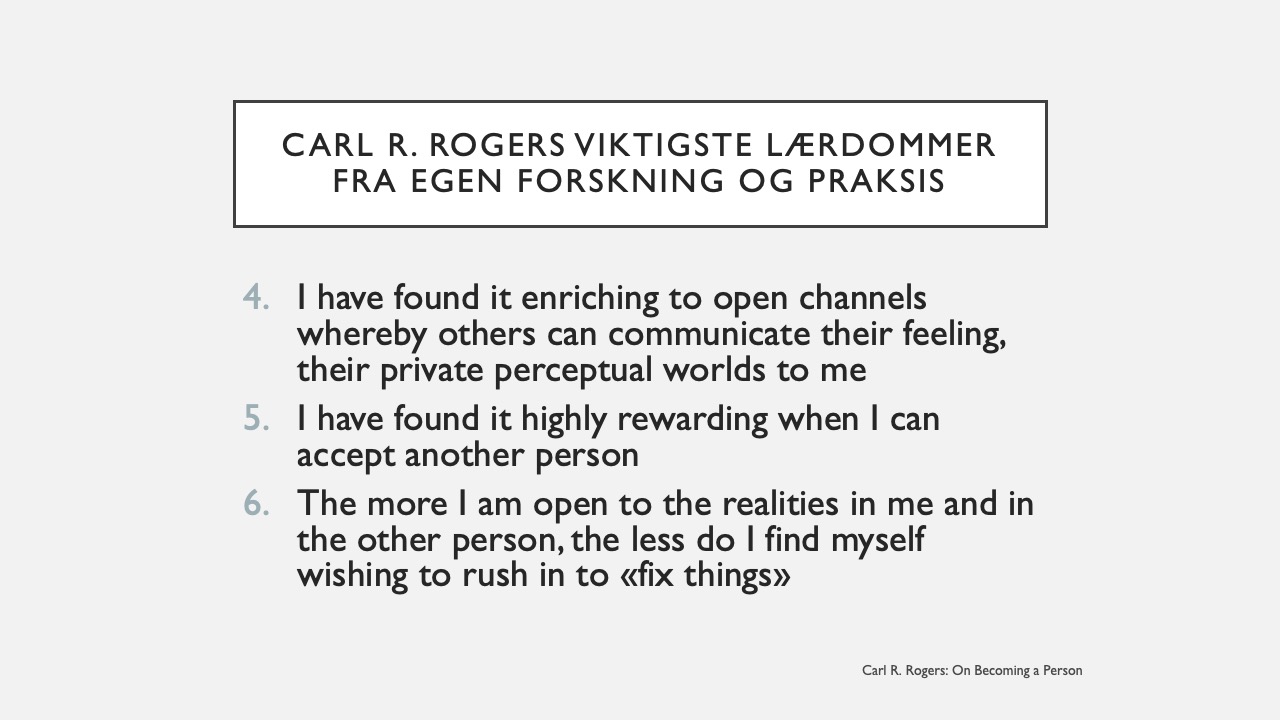 CARL R. ROGERS VIKTIGSTE LÆRDOMMER
FRA EGEN FORSKNING OG PRAKSIS
4. I have found it enriching to open channels
whereby others can communicate their feeling,
their private perceptual worlds to me
5. I have found it highly rewarding when I can
accept another person
6. The more I am open to the realities in me and in
the other person, the less do I find myself
wishing to rush in to «fix things»
Carl R. Rogers: On Becoming a Person